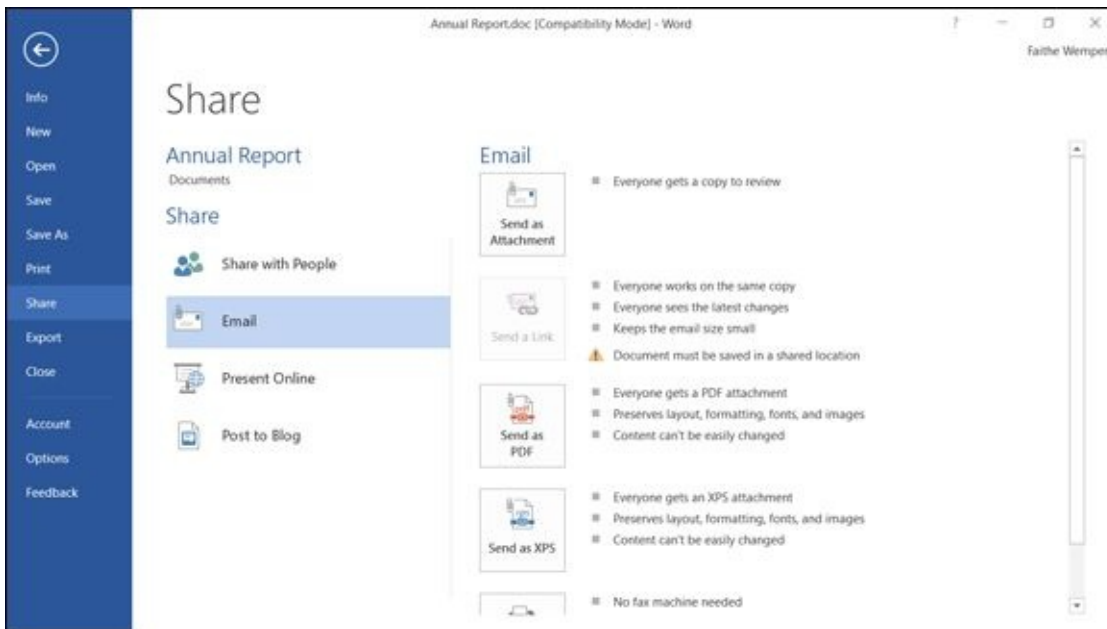 Annual Report.doc [Compatibility Mode] - Word
?
Faithe Wemper
Info
New
Open
Save
Save As
Print
Share
Export
Close
Account
Options
Feedback
Share
Annual Report
Documents
Share
Share with People
Email
Present Online
Post to Blog
Email
Send as
Attachment
Everyone gets a copy to review
Send a Link
Everyone works on the same copy
Everyone sees the latest changes
Keeps the email size small
Document must be saved in a shared location
Send as
PDF
Everyone gets a PDF attachment
Preserves layout, formatting, fonts, and images
Content can't be easily changed
Send as XPS
Everyone gets an XPS attachment
Preserves layout, formatting, fonts, and images
Content can't be easily changed
No fax machine needed